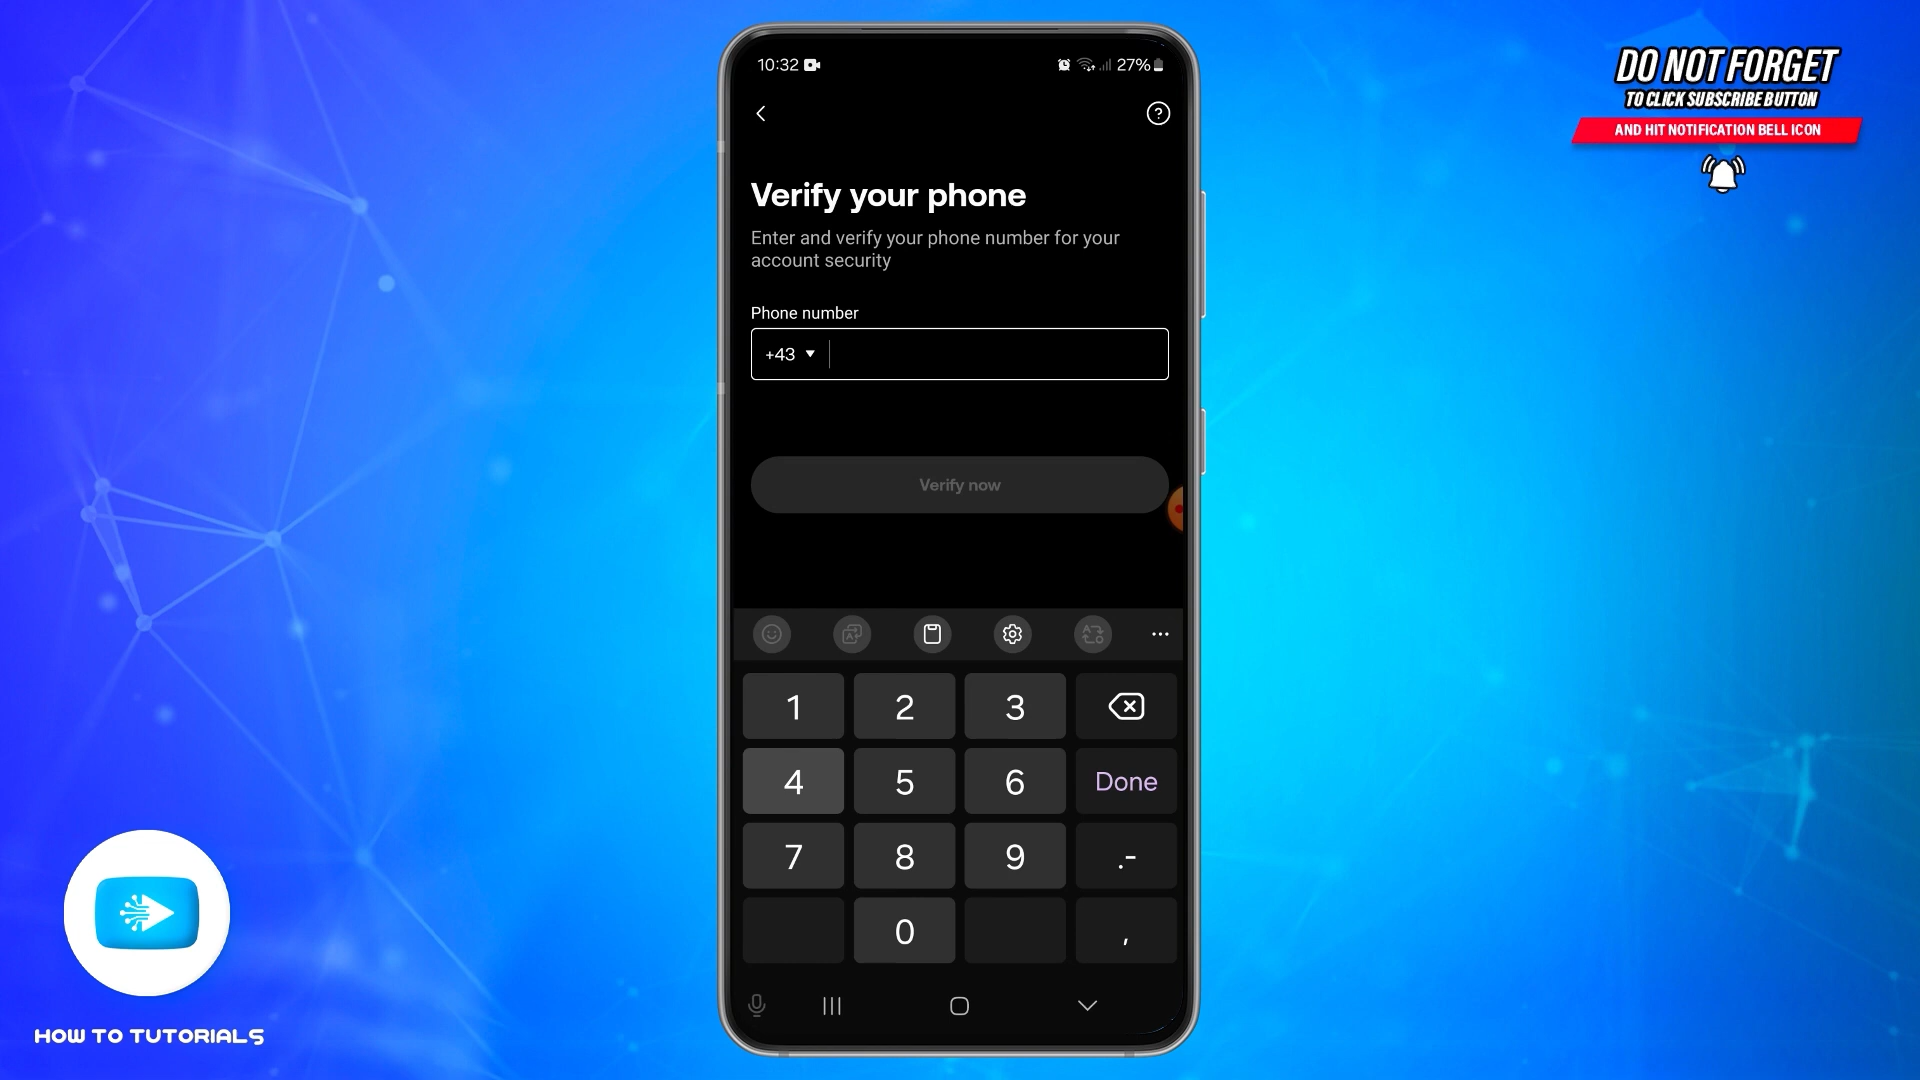 10:32
27%
DO NOT FORGET
TO CLICK SUBSCRIBE BUTTON
AND HIT NOTIFICATION BELL ICON
?
Verify your phone
Enter and verify your phone number for your
account security
Phone number
+43
Verify now
1 2 3
4 5 6 Done
7 8 9 .-
0 ,
HOW TO TUTORIALS